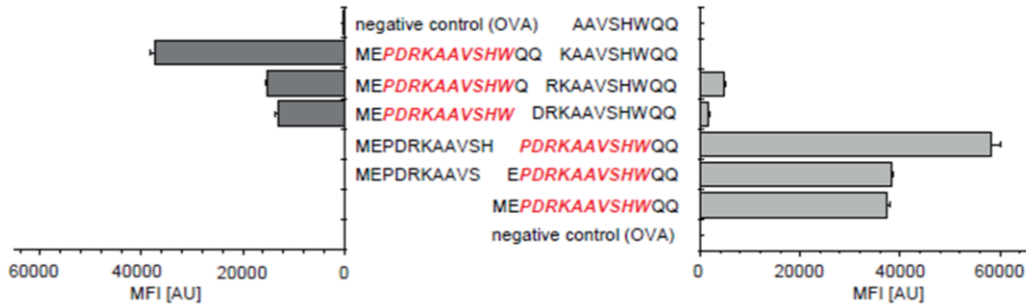 negative control (OVA) AAVSHWQQ
MEPDRKAAVSHWQQ KAAVSHWQQ
MEPDRKAAVSHWQ RKAAVSHWQQ
MEPDRKAAVSHW DRKAAVSHWQQ
MEPDRKAAVSH PDRKAAVSHWQQ
MEPDRKAAVS EPDRKAAVSHWQQ
MEPDRKAAVSHWQQ
negative control (OVA)
60000 40000 20000 0 0 20000 40000 60000
MFI [AU] MFI [AU]